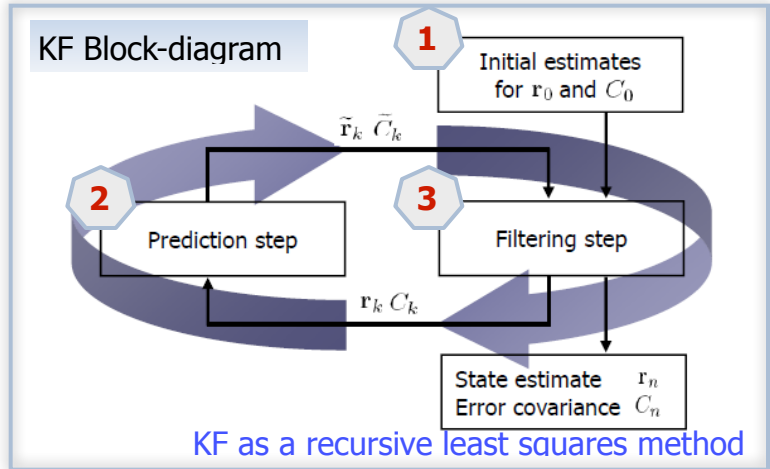 KF Block-diagram
1
Initial estimates
for r₀ and C₀
r̃ₖ C̃ₖ
2
Prediction step
3
Filtering step
rₖ Cₖ
State estimate rₙ
Error covariance Cₙ
KF as a recursive least squares method